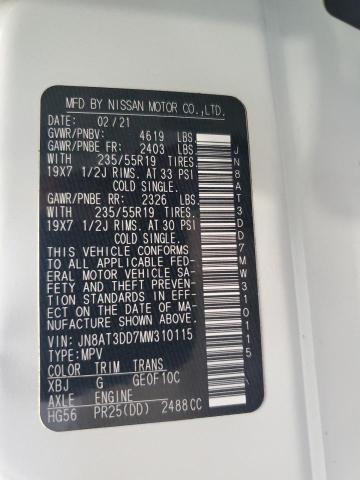 MFD BY NISSAN MOTOR CO.,LTD.
DATE: 02/21
GVWR/PNBV: 4619 LBS
GAWR/PNBE FR: 2403 LBS
WITH 235/55R19 TIRES
19X7 1/2J RIMS. AT 33 PSI
COLD SINGLE.
GAWR/PNBE RR: 2326 LBS.
WITH 235/55R19 TIRES
19X7 1/2J RIMS. AT 30 PSI
COLD SINGLE.
THIS VEHICLE CONFORMS
TO ALL APPLICABLE FED-
ERAL MOTOR VEHICLE SA-
FETY AND THEFT PREVEN-
TION STANDARDS IN EFF-
ECT ON THE DATE OF MA-
NUFACTURE SHOWN ABOVE.
VIN: JN8AT3DD7MW310115
TYPE:MPV
COLOR TRIM TRANS
XBJ G GE0F10C
AXLE ENGINE
HG56 PR25(DD) 2488CC
JN8AT3DD7MW310115